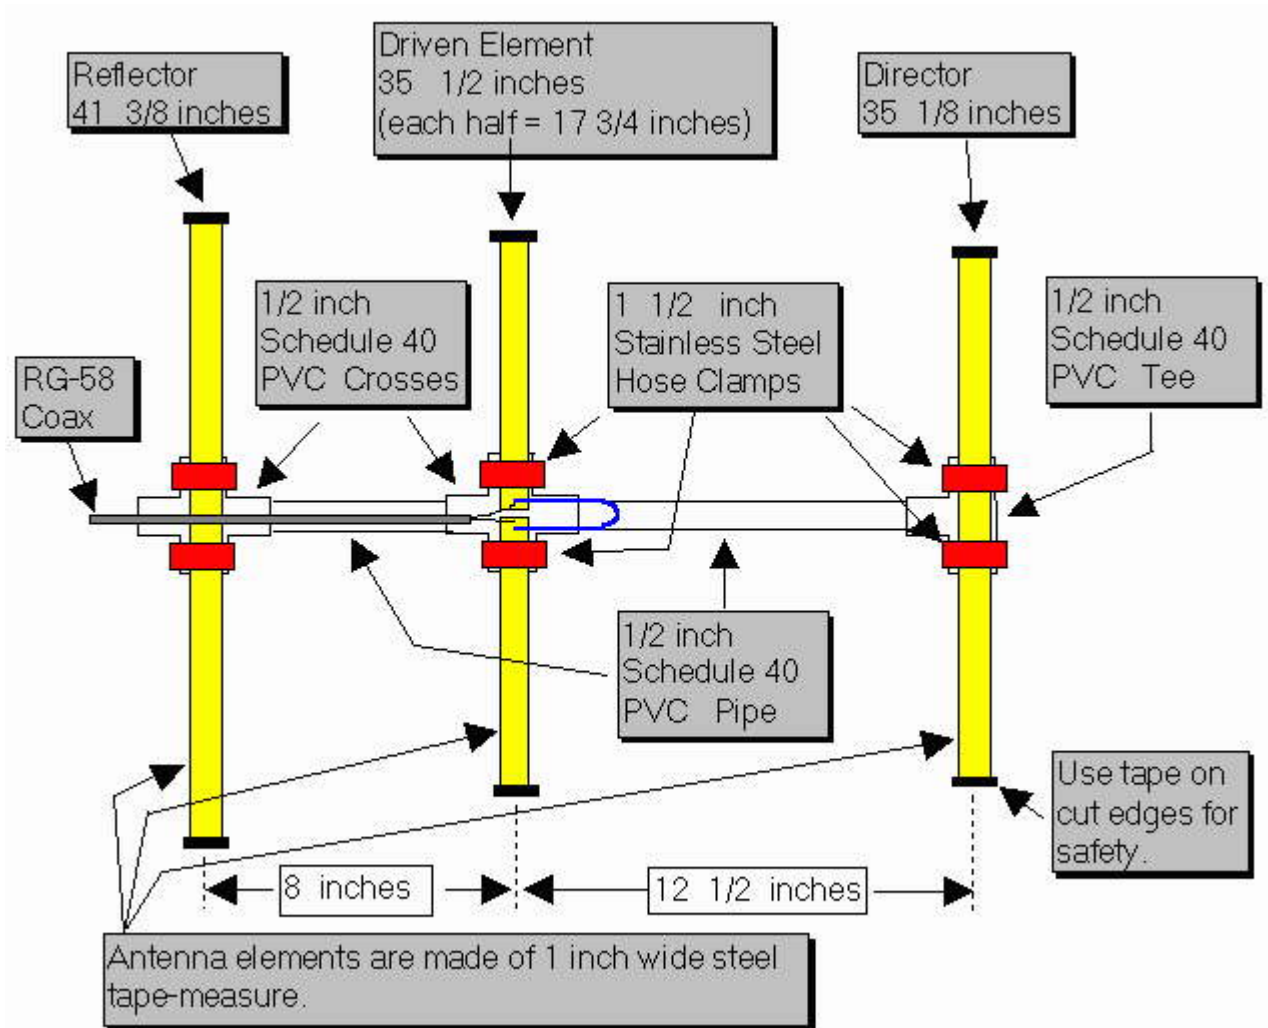 Reflector
41 3/8 inches
Driven Element
35 1/2 inches
(each half = 17 3/4 inches)
Director
35 1/8 inches
RG-58
Coax
1/2 inch
Schedule 40
PVC Crosses
1 1/2 inch
Stainless Steel
Hose Clamps
1/2 inch
Schedule 40
PVC Tee
1/2 inch
Schedule 40
PVC Pipe
Use tape on
cut edges for
safety.
8 inches
12 1/2 inches
Antenna elements are made of 1 inch wide steel
tape-measure.